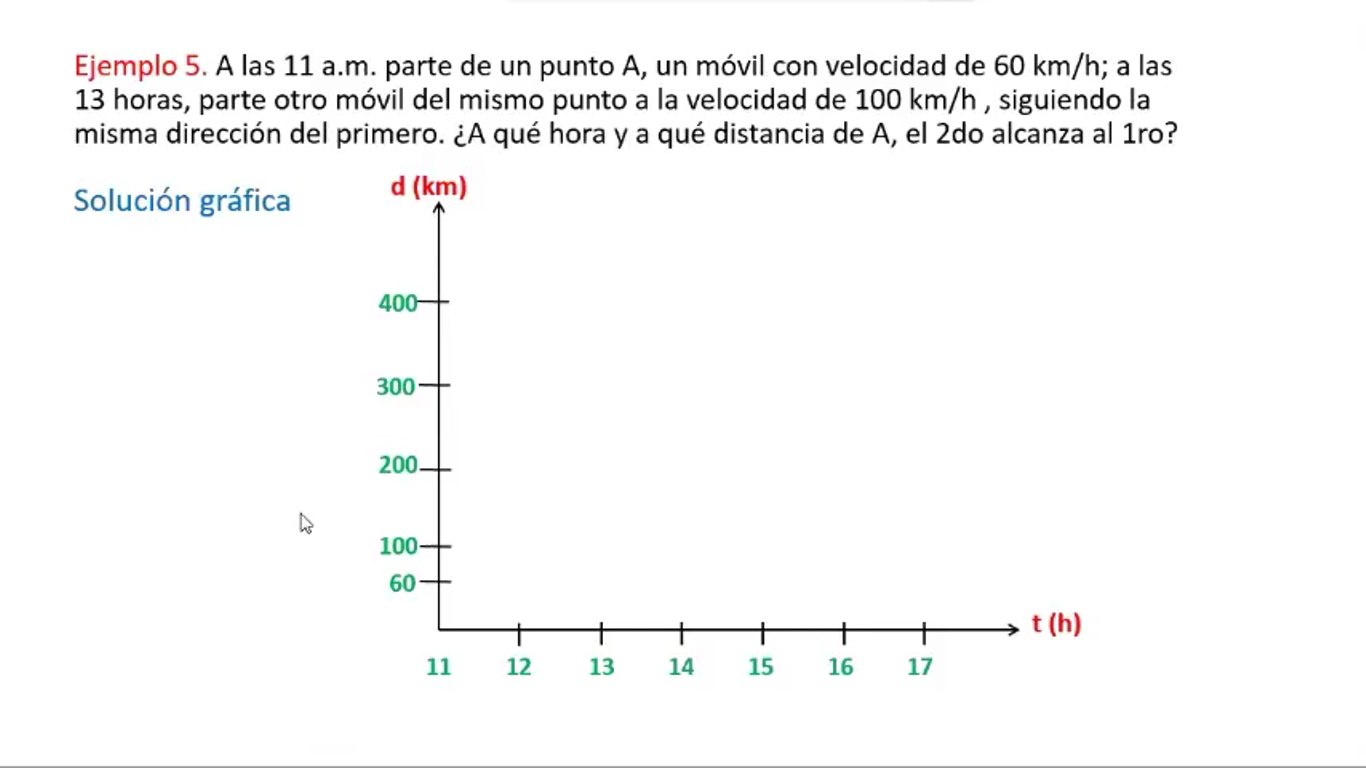 Ejemplo 5. A las 11 a.m. parte de un punto A, un móvil con velocidad de 60 km/h; a las
13 horas, parte otro móvil del mismo punto a la velocidad de 100 km/h , siguiendo la
misma dirección del primero. ¿A qué hora y a qué distancia de A, el 2do alcanza al 1ro?
Solución gráfica
d (km)
400
300
200
100
60
t (h)
11 12 13 14 15 16 17